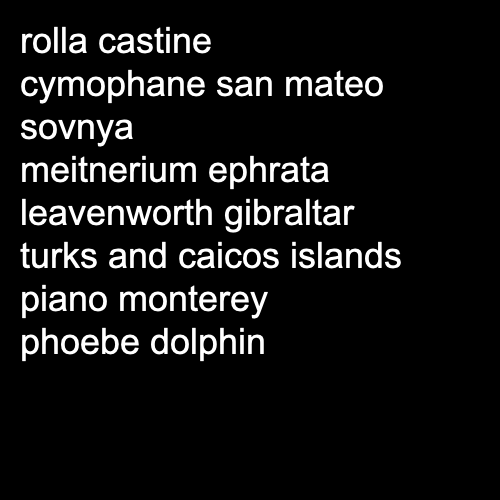 rolla castine
cymophane san mateo
sovnya
meitnerium ephrata
leavenworth gibraltar
turks and caicos islands
piano monterey
phoebe dolphin